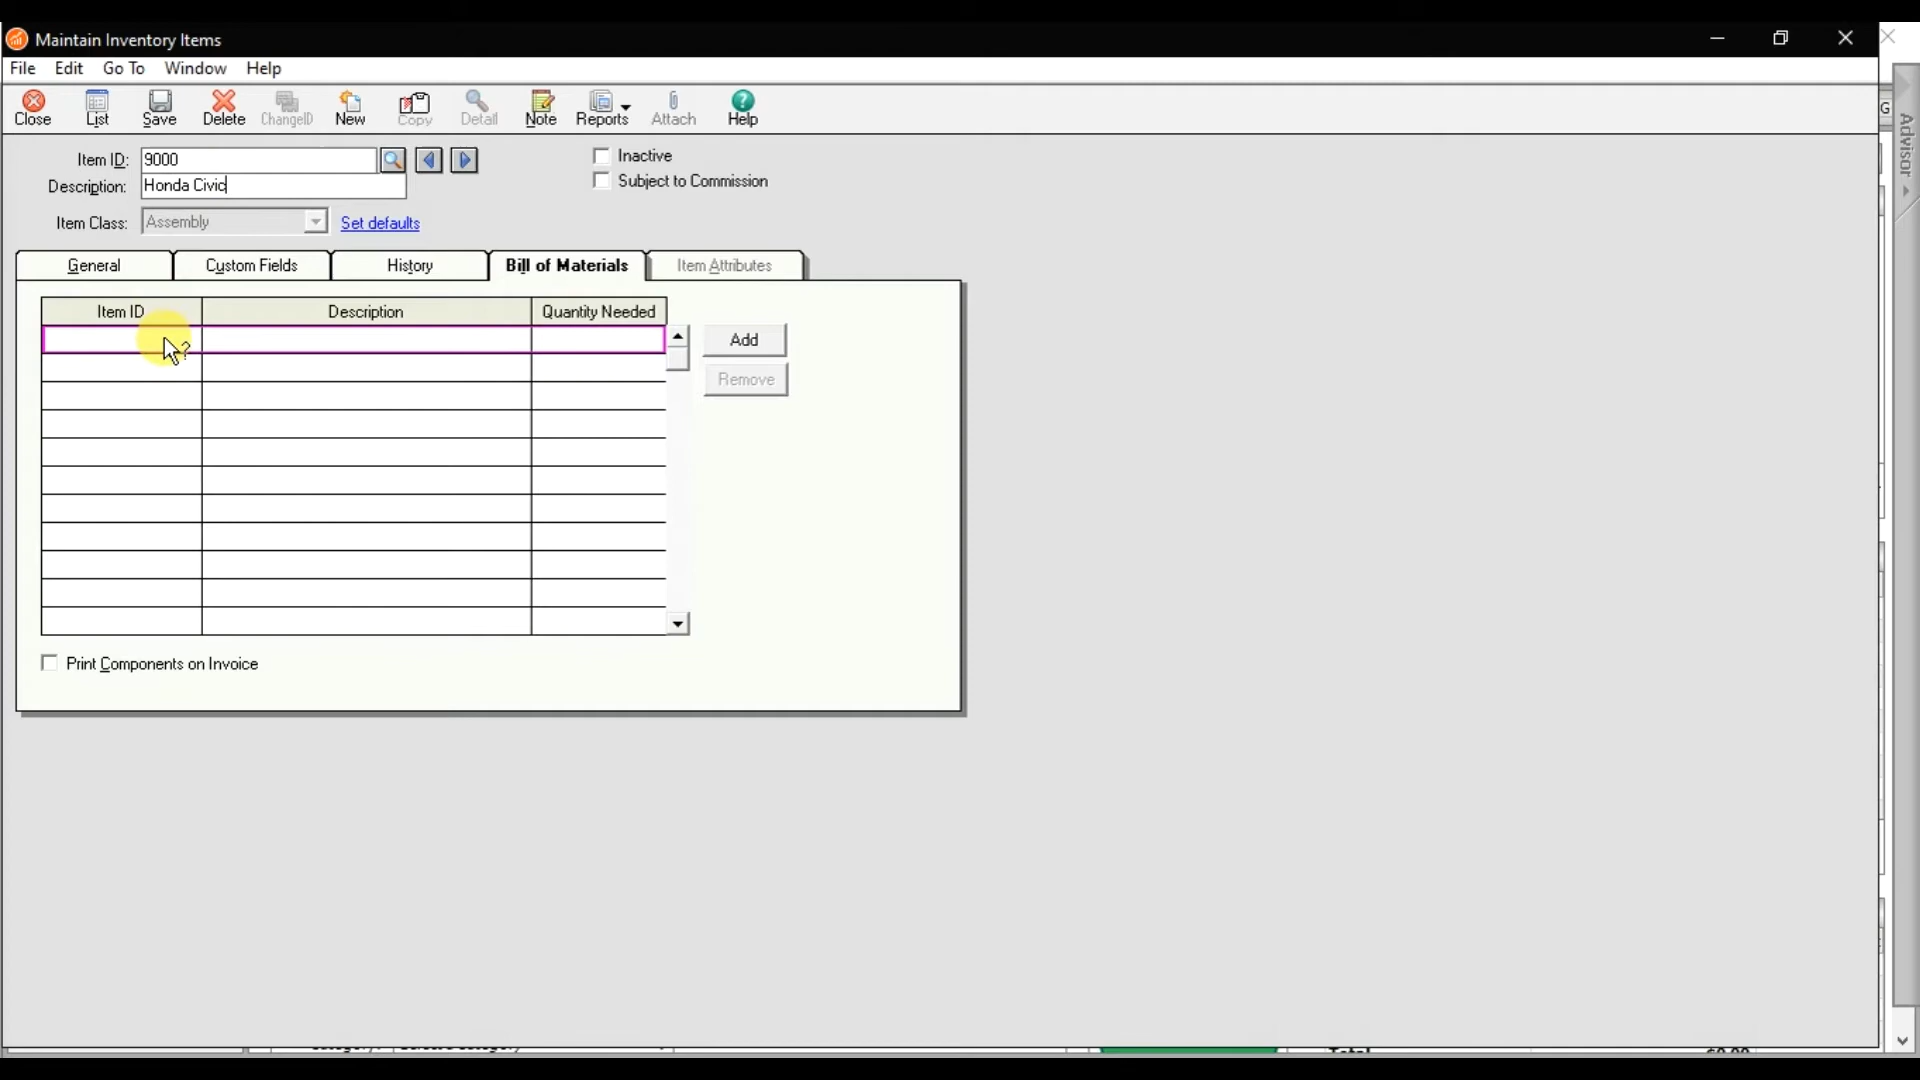 Maintain Inventory Items
File Edit Go To Window Help
Close List Save Delete ChangeID New Copy Detail Note Reports Attach Help
G
Advisor
Item ID: 9000
Inactive
Description: Honda Civic
Subject to Commission
Item Class: Assembly Set defaults
General Custom Fields History Bill of Materials Item Attributes
Item ID Description Quantity Needed
Add
Remove
Print Components on Invoice
Total $0.00